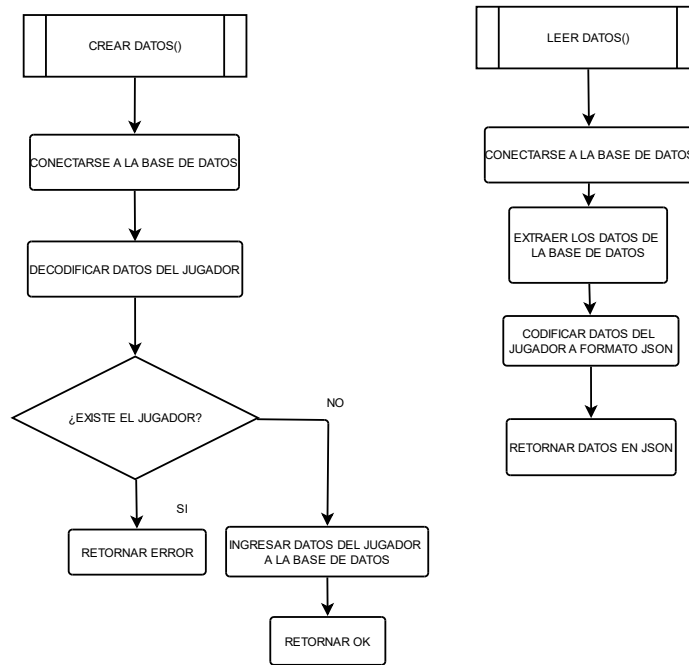 CREAR DATOS()
CONECTARSE A LA BASE DE DATOS
DECODIFICAR DATOS DEL JUGADOR
¿EXISTE EL JUGADOR?
NO
SI
RETORNAR ERROR
INGRESAR DATOS DEL JUGADOR
A LA BASE DE DATOS
RETORNAR OK
LEER DATOS()
CONECTARSE A LA BASE DE DATOS
EXTRAER LOS DATOS DE
LA BASE DE DATOS
CODIFICAR DATOS DEL
JUGADOR A FORMATO JSON
RETORNAR DATOS EN JSON